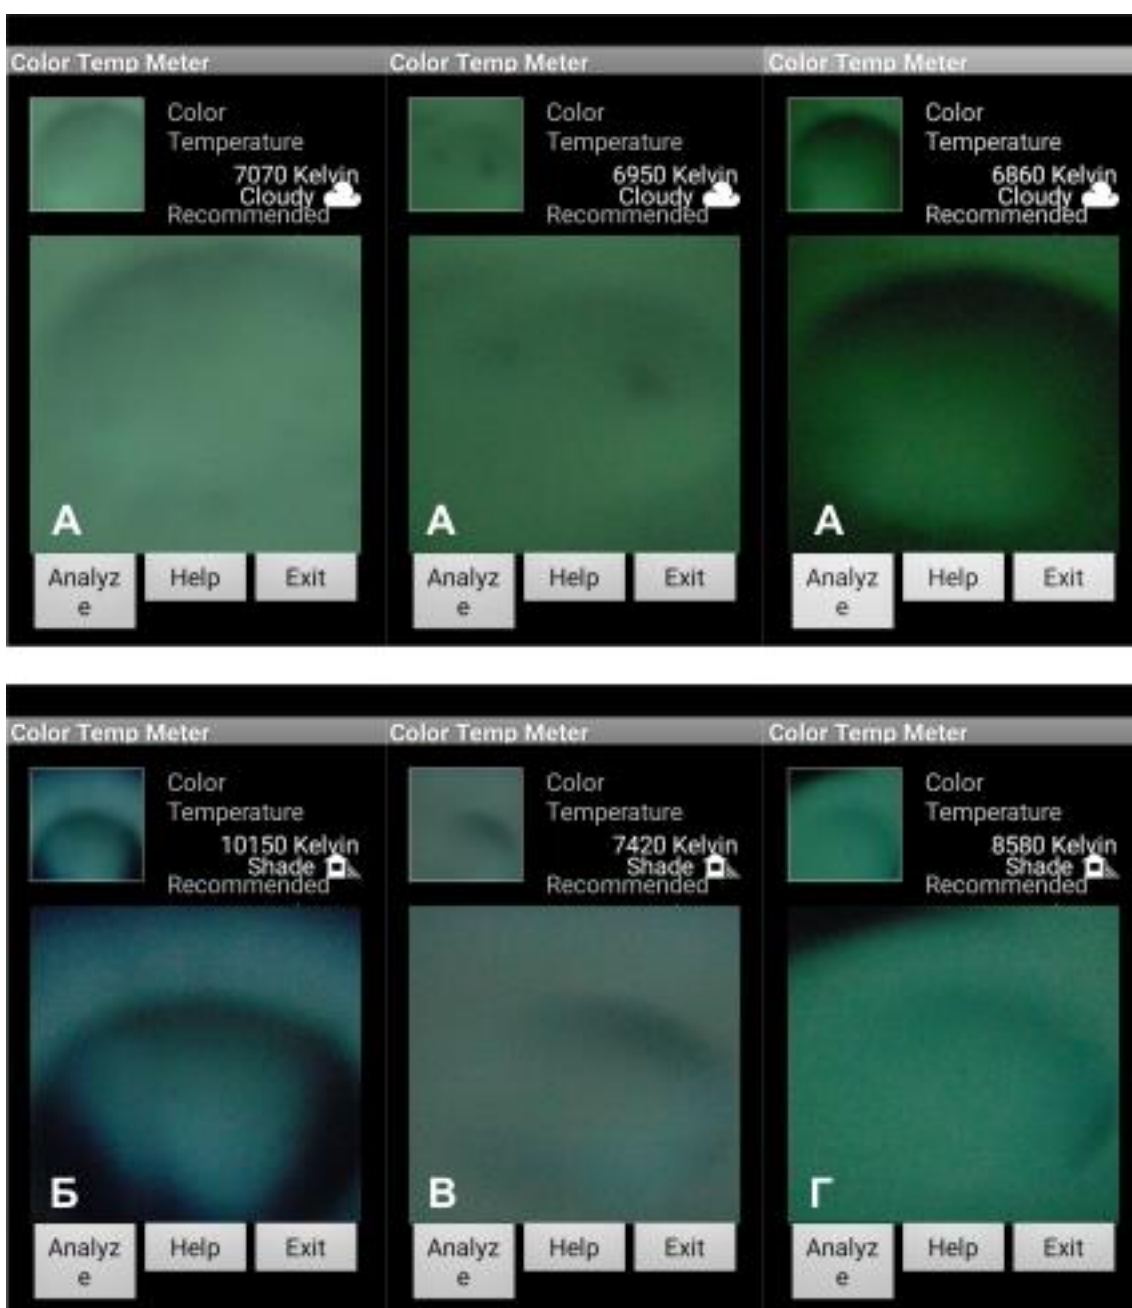 Color Temp Meter
Color
Temperature
7070 Kelvin
Cloudy
Recommended
А
Analyz
e
Help
Exit
Color Temp Meter
Color
Temperature
6950 Kelvin
Cloudy
Recommended
А
Analyz
e
Help
Exit
Color Temp Meter
Color
Temperature
6860 Kelvin
Cloudy
Recommended
А
Analyz
e
Help
Exit
Color Temp Meter
Color
Temperature
10150 Kelvin
Shade
Recommended
Б
Analyz
e
Help
Exit
Color Temp Meter
Color
Temperature
7420 Kelvin
Shade
Recommended
В
Analyz
e
Help
Exit
Color Temp Meter
Color
Temperature
8580 Kelvin
Shade
Recommended
Г
Analyz
e
Help
Exit